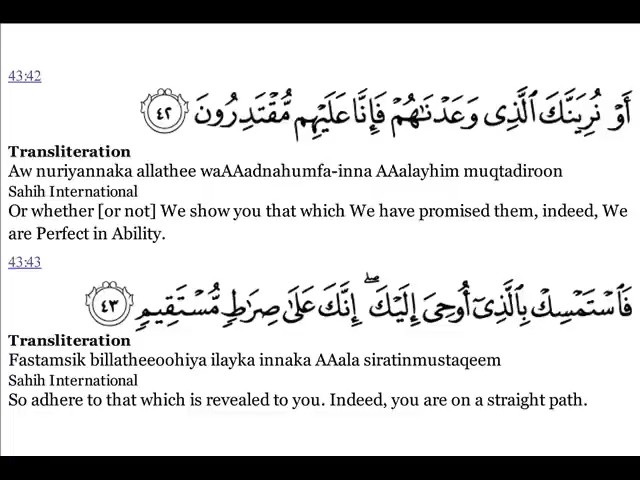 43:42
أَوْ نُرِيَنَّكَ ٱلَّذِى وَعَدْنَـٰهُمْ فَإِنَّا عَلَيْهِم مُّقْتَدِرُونَ ٤٢
Transliteration
Aw nuriyannaka allathee waAAadnahumfa-inna AAalayhim muqtadiroon
Sahih International
Or whether [or not] We show you that which We have promised them, indeed, We
are Perfect in Ability.
43:43
فَٱسْتَمْسِكْ بِٱلَّذِىٓ أُوحِىَ إِلَيْكَ ۖ إِنَّكَ عَلَىٰ صِرَٰطٍ مُّسْتَقِيمٍ ٤٣
Transliteration
Fastamsik billatheeoohiya ilayka innaka AAala siratinmustaqeem
Sahih International
So adhere to that which is revealed to you. Indeed, you are on a straight path.